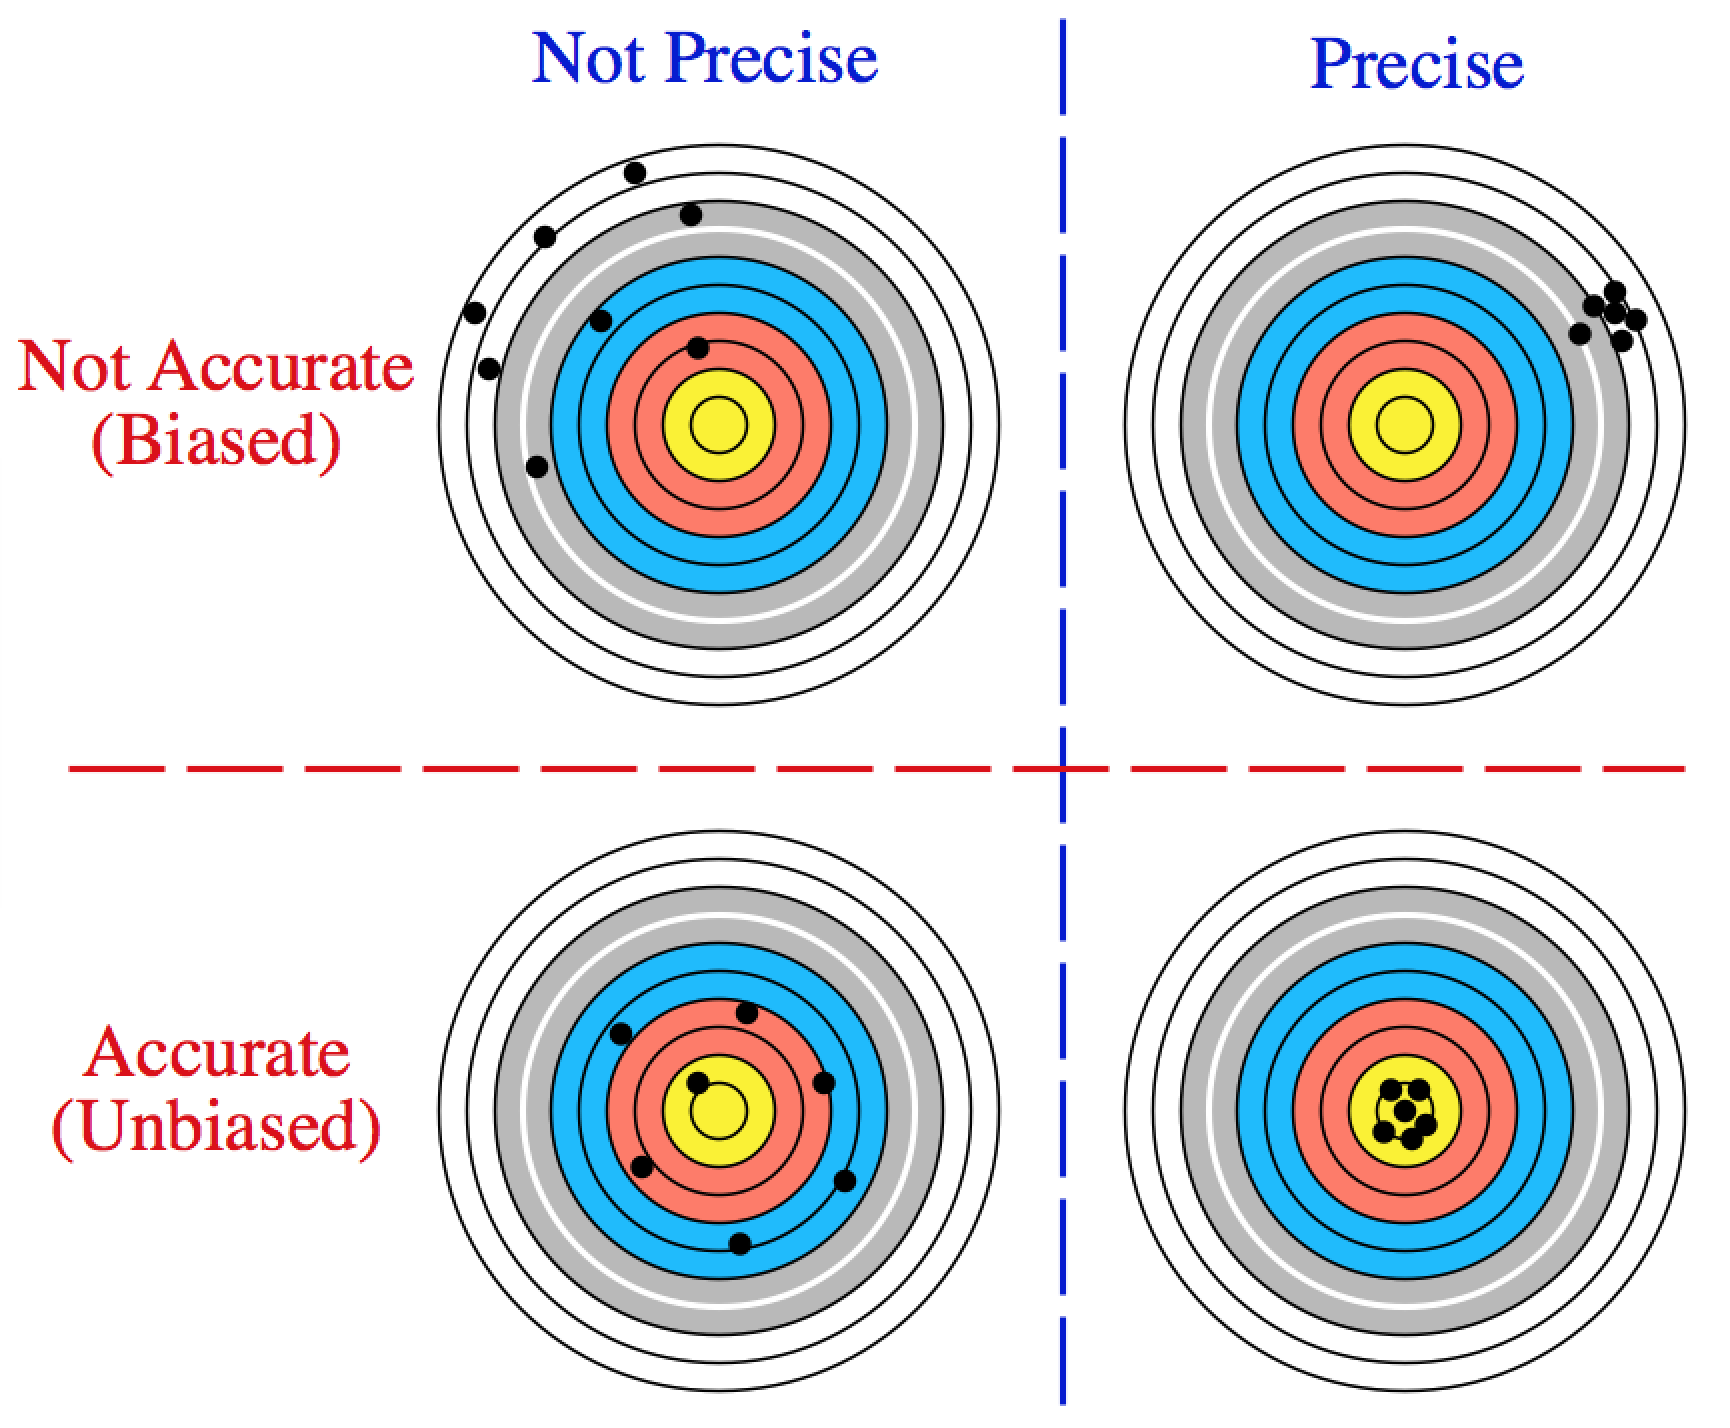 Not Precise
Precise
Not Accurate
(Biased)
Accurate
(Unbiased)